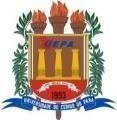 UEPA
1993
UNIVERSIDADE DO ESTADO DO PARÁ